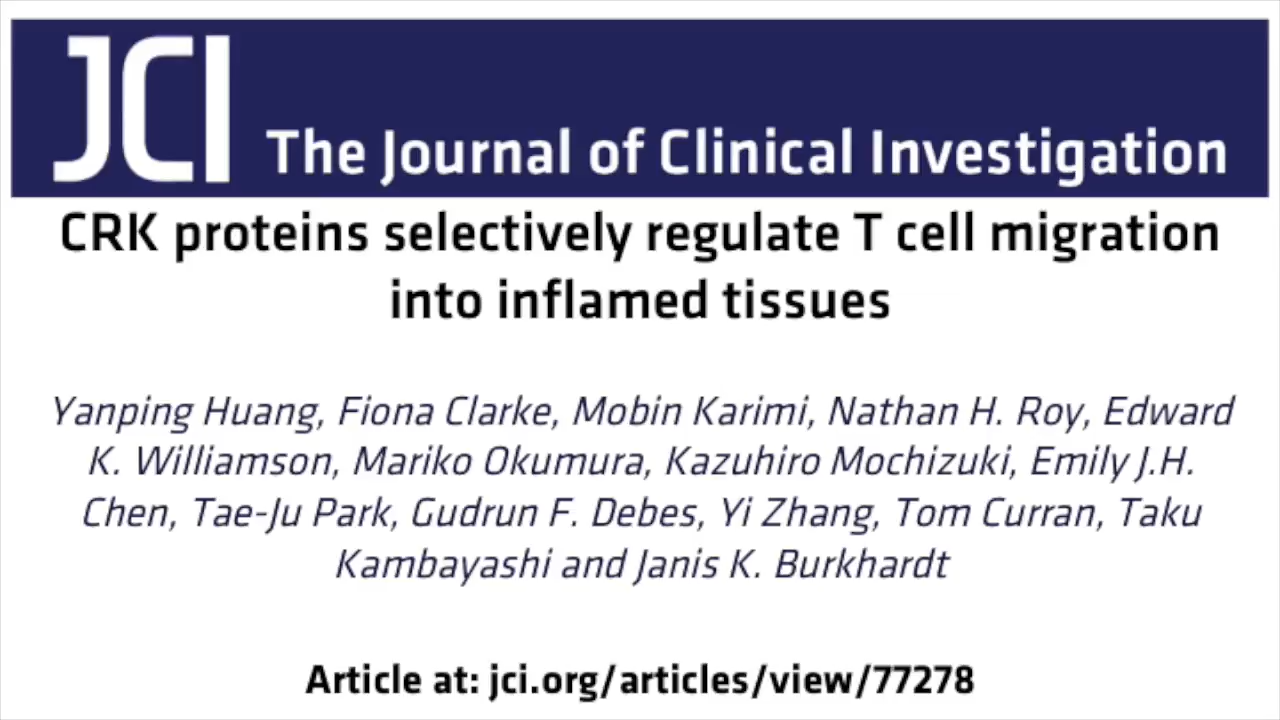 JCI The Journal of Clinical Investigation
CRK proteins selectively regulate T cell migration
into inflamed tissues
Yanping Huang, Fiona Clarke, Mobin Karimi, Nathan H. Roy, Edward
K. Williamson, Mariko Okumura, Kazuhiro Mochizuki, Emily J.H.
Chen, Tae-Ju Park, Gudrun F. Debes, Yi Zhang, Tom Curran, Taku
Kambayashi and Janis K. Burkhardt
Article at: jci.org/articles/view/77278